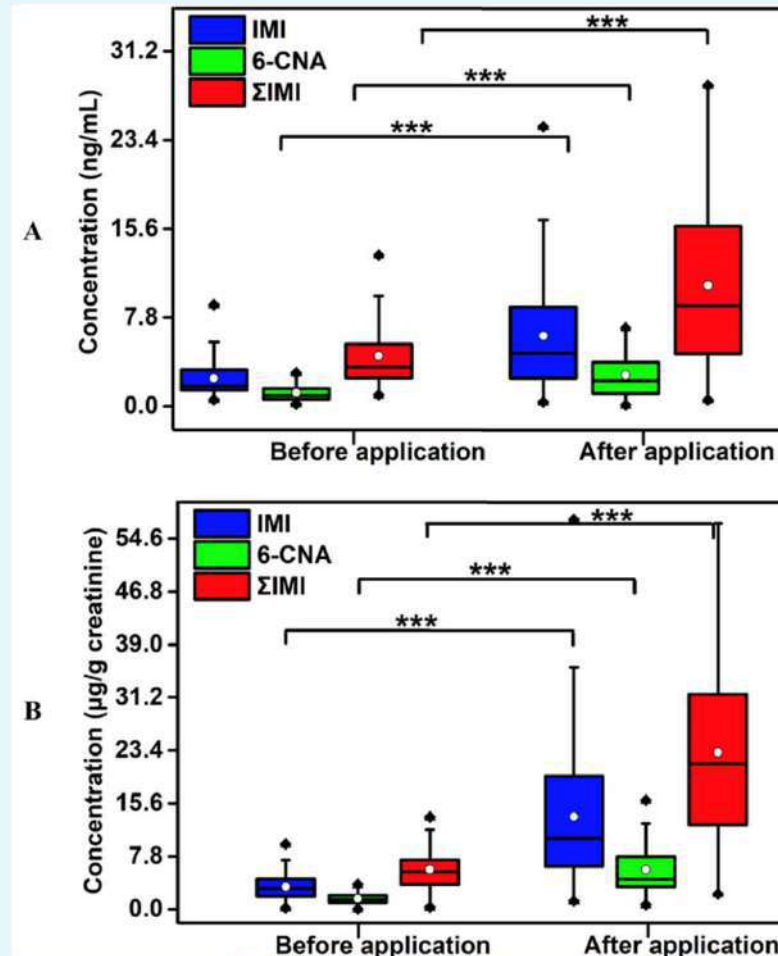 A
Concentration (ng/mL)
31.2
23.4
15.6
7.8
0.0
IMI
6-CNA
ΣIMI
***
***
***
Before application
After application
B
Concentration (µg/g creatinine)
54.6
46.8
39.0
31.2
23.4
15.6
7.8
0.0
IMI
6-CNA
ΣIMI
***
***
***
Before application
After application